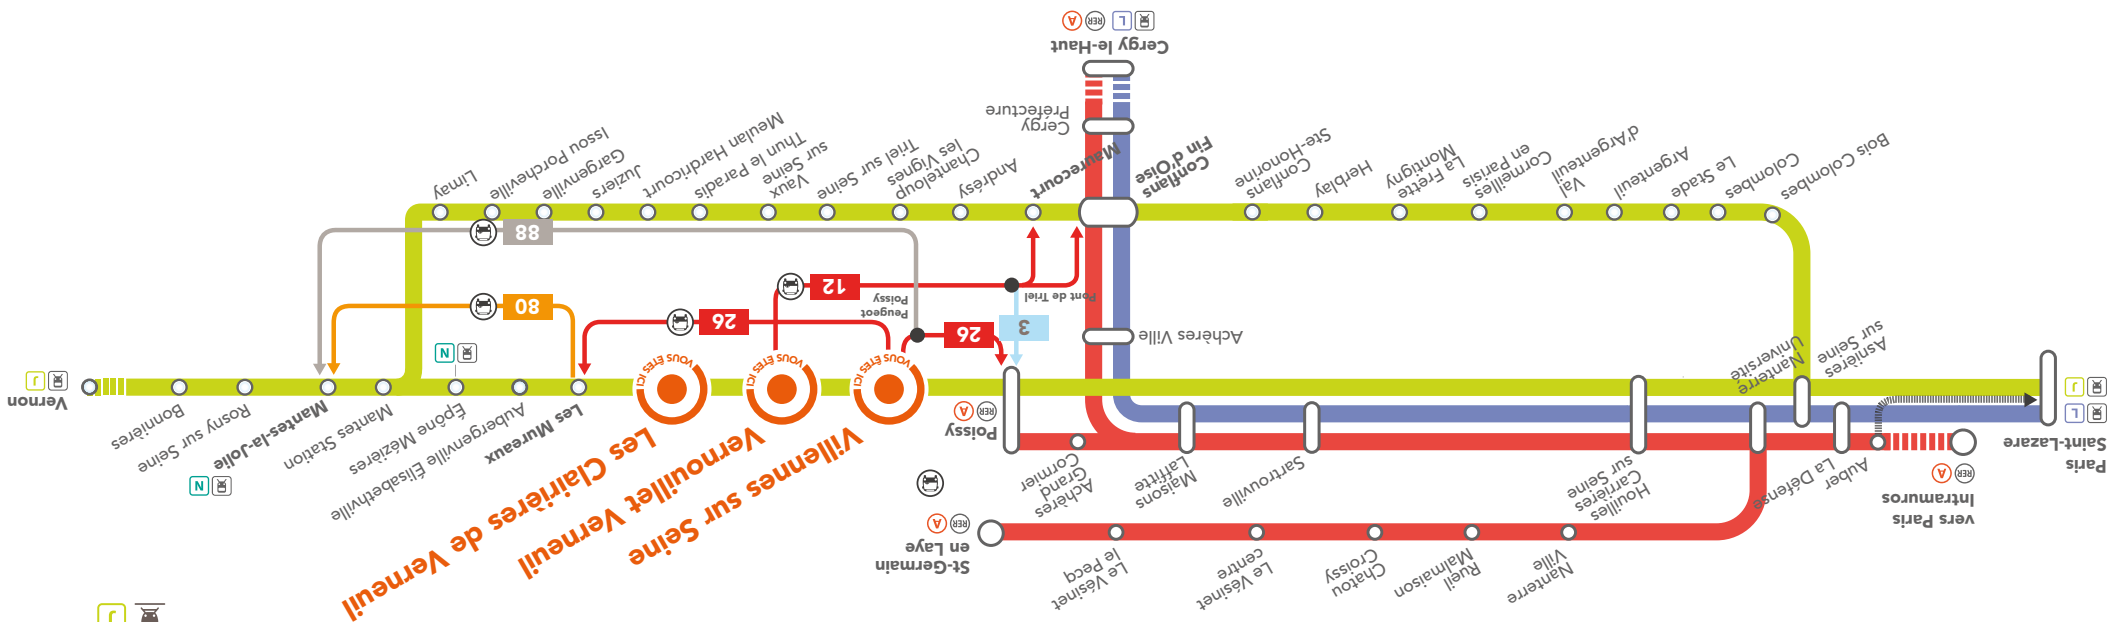 J
Nanterre
Ville
Rueil
Malmaison
Chatou
Croissy
Le Vésinet
centre
Le Vésinet
le Pecq
St-Germain
en Laye
RER A
vers Paris
Intramuros
RER A
Paris
Saint-Lazare
L
J
Auber
La Défense
Houilles
Carrières
sur Seine
Sartrouville
Maisons
Laffitte
Achères
Grand
Cormier
Poissy
RER A
Villennes sur Seine
Vernouillet Verneuil
Les Clairières de Verneuil
Les Mureaux
Aubergenville Élisabethville
Épône Mézières
N
Mantes Station
Mantes-la-Jolie
N
Rosny sur Seine
Bonnières
Vernon
J
VOUS ÊTES ICI
VOUS ÊTES ICI
VOUS ÊTES ICI
Asnières
sur Seine
Nanterre
Université
Achères Ville
3
26
26
80
Peugeot
Poissy
Pont de Triel
12
88
Bois Colombes
Colombes
Le Stade
Argenteuil
Val
d'Argenteuil
Cormeilles
en Parisis
La Frette
Montigny
Herblay
Conflans
Ste-Honorine
Conflans
Fin d'Oise
Maurecourt
Andrésy
Chanteloup
les Vignes
Triel sur Seine
Vaux
sur Seine
Thun le Paradis
Meulan Hardricourt
Juziers
Gargenville
Issou Porcheville
Limay
Cergy
Préfecture
Cergy le-Haut
L RER A